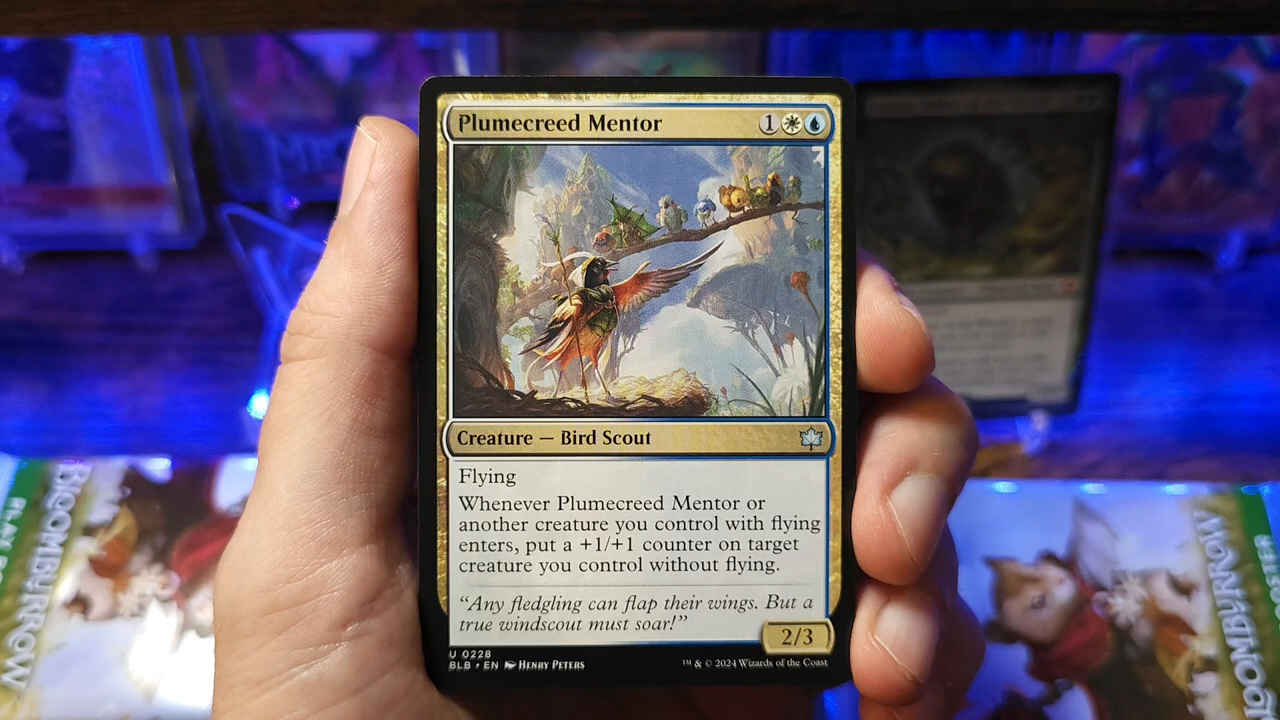 Plumecreed Mentor
1
Creature — Bird Scout
Flying
Whenever Plumecreed Mentor or
another creature you control with flying
enters, put a +1/+1 counter on target
creature you control without flying.
“Any fledgling can flap their wings. But a
true windscout must soar!”
2/3
U 0228
BLB • EN HENRY PETERS
™ & © 2024 Wizards of the Coast
BLOOMBURROW
BLOOMBURROW